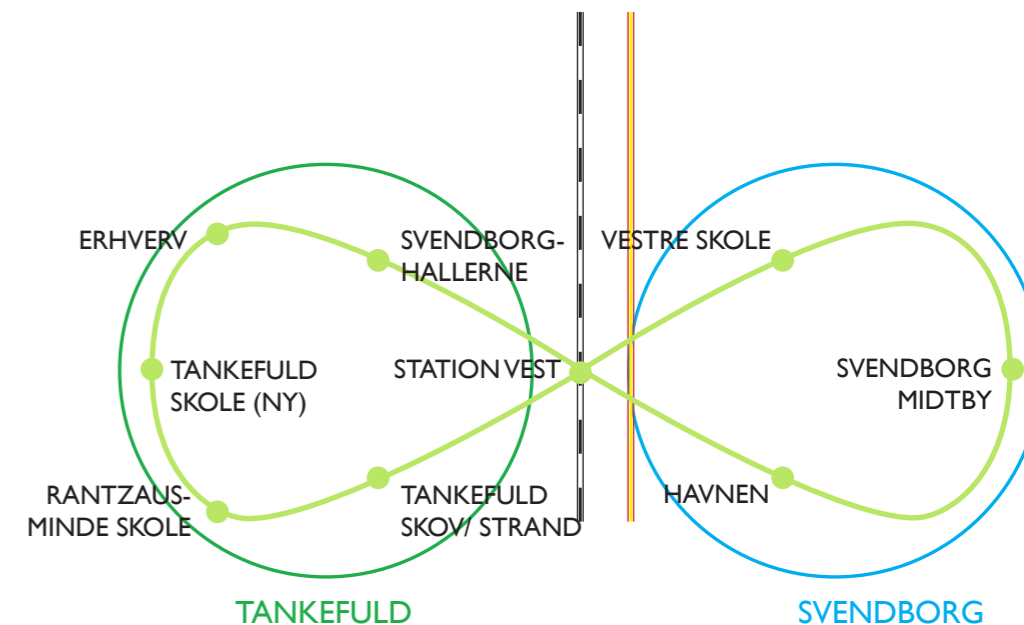 ERHVERV
SVENDBORG-
HALLERNE
VESTRE SKOLE
TANKEFULD
SKOLE (NY)
STATION VEST
SVENDBORG
MIDTBY
RANTZAUS-
MINDE SKOLE
TANKEFULD
SKOV/ STRAND
HAVNEN
TANKEFULD
SVENDBORG